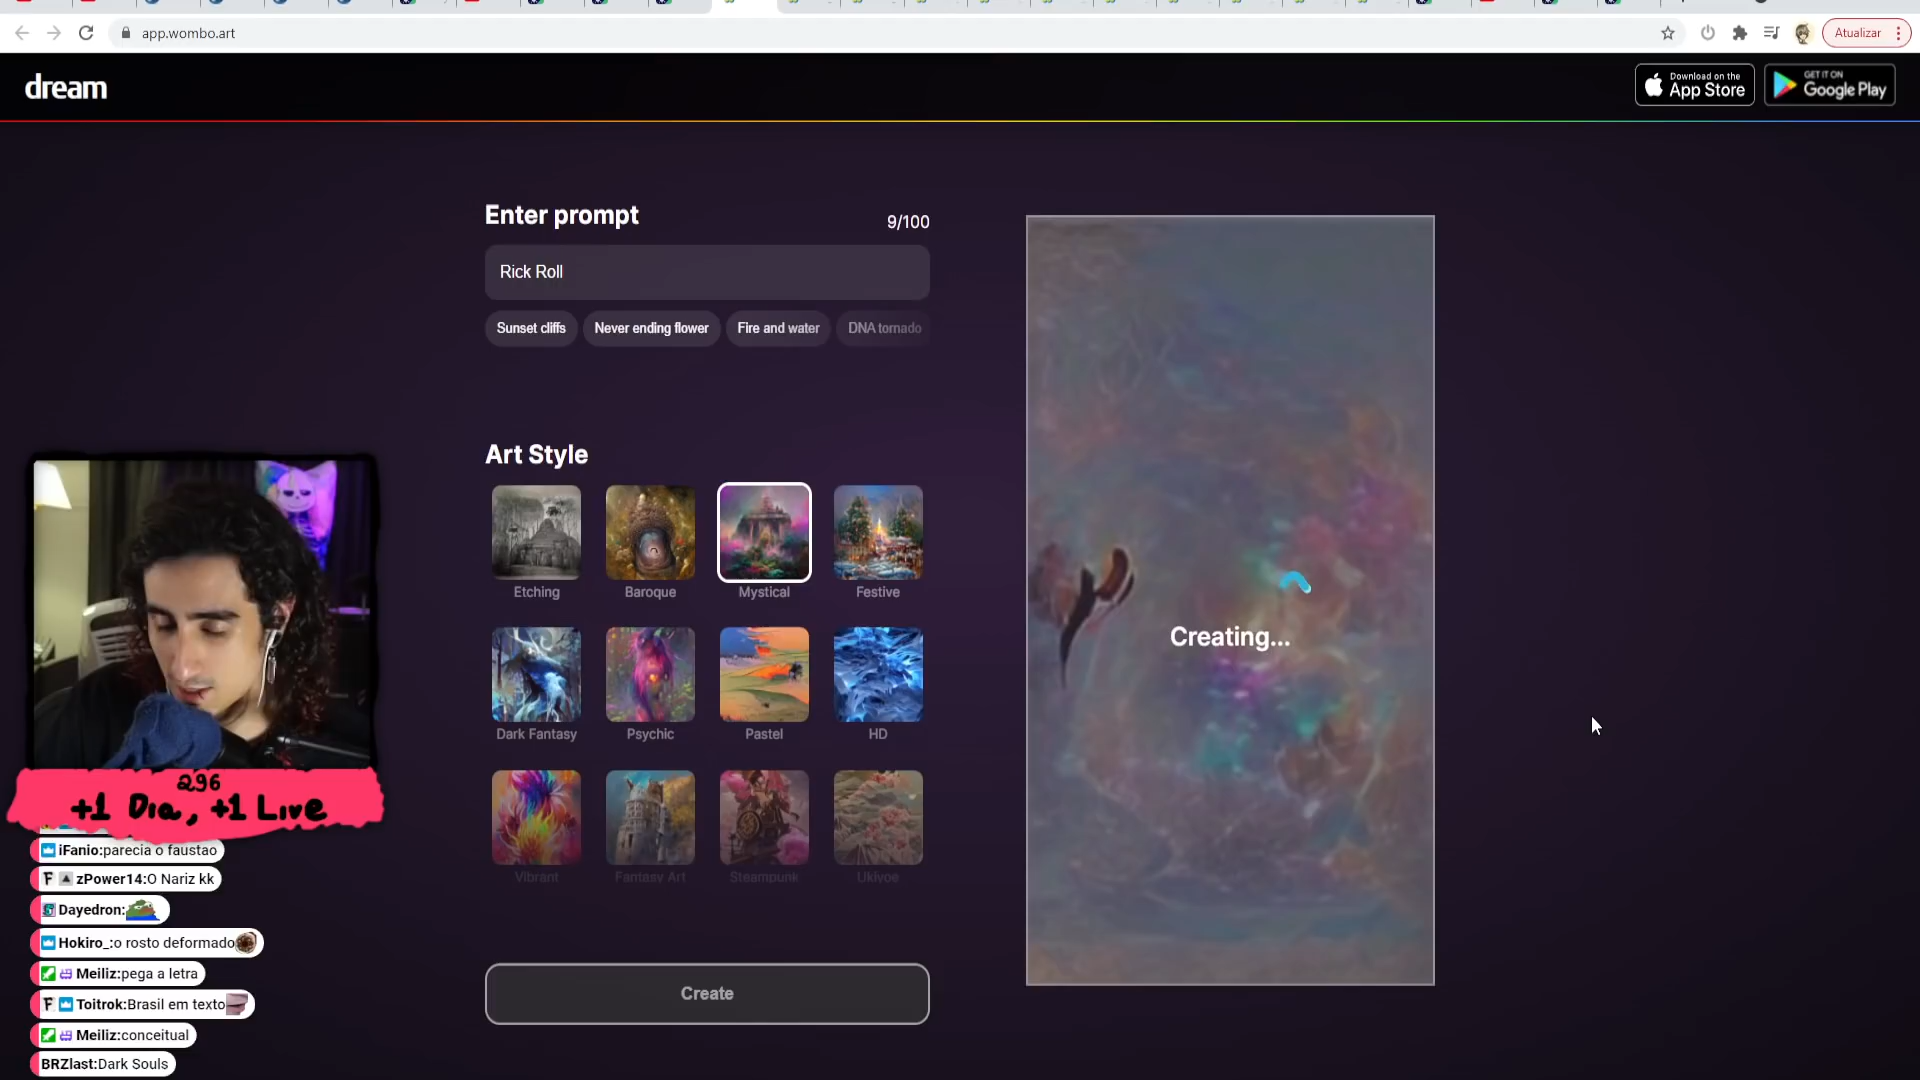 app.wombo.art
Atualizar
dream
Download on the
App Store
GET IT ON
Google Play
Enter prompt
9/100
Rick Roll
Sunset cliffs
Never ending flower
Fire and water
DNA tornado
Art Style
Etching
Baroque
Mystical
Festive
Dark Fantasy
Psychic
Pastel
HD
Vibrant
Fantasy Art
Steampunk
Ukiyoe
Create
Creating...
296
+1 Dia, +1 Live
iFanio:parecia o faustao
zPower14:O Nariz kk
Dayedron:
Hokiro_:o rosto deformado
Meiliz:pega a letra
Toitrok:Brasil em texto
Meiliz:conceitual
BRZlast:Dark Souls